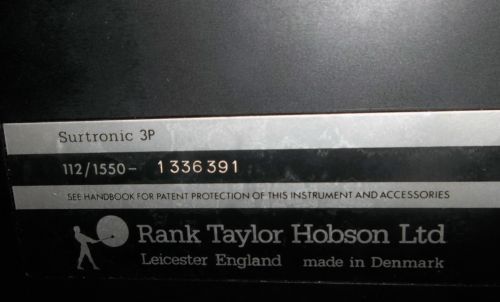 Surtronic 3P
112/1550- 1336391
SEE HANDBOOK FOR PATENT PROTECTION OF THIS INSTRUMENT AND ACCESSORIES
Rank Taylor Hobson Ltd
Leicester England made in Denmark